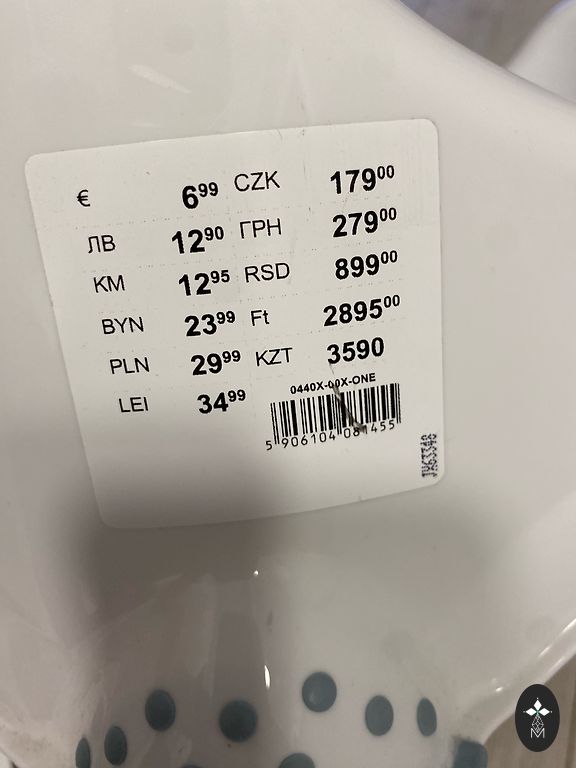 € 6⁹⁹ CZK 179⁰⁰
ЛВ 12⁹⁰ ГРН 279⁰⁰
KM 12⁹⁵ RSD 899⁰⁰
BYN 23⁹⁹ Ft 2895⁰⁰
PLN 29⁹⁹ KZT 3590
LEI 34⁹⁹
0440X-00X-ONE
5 906104 081455
M